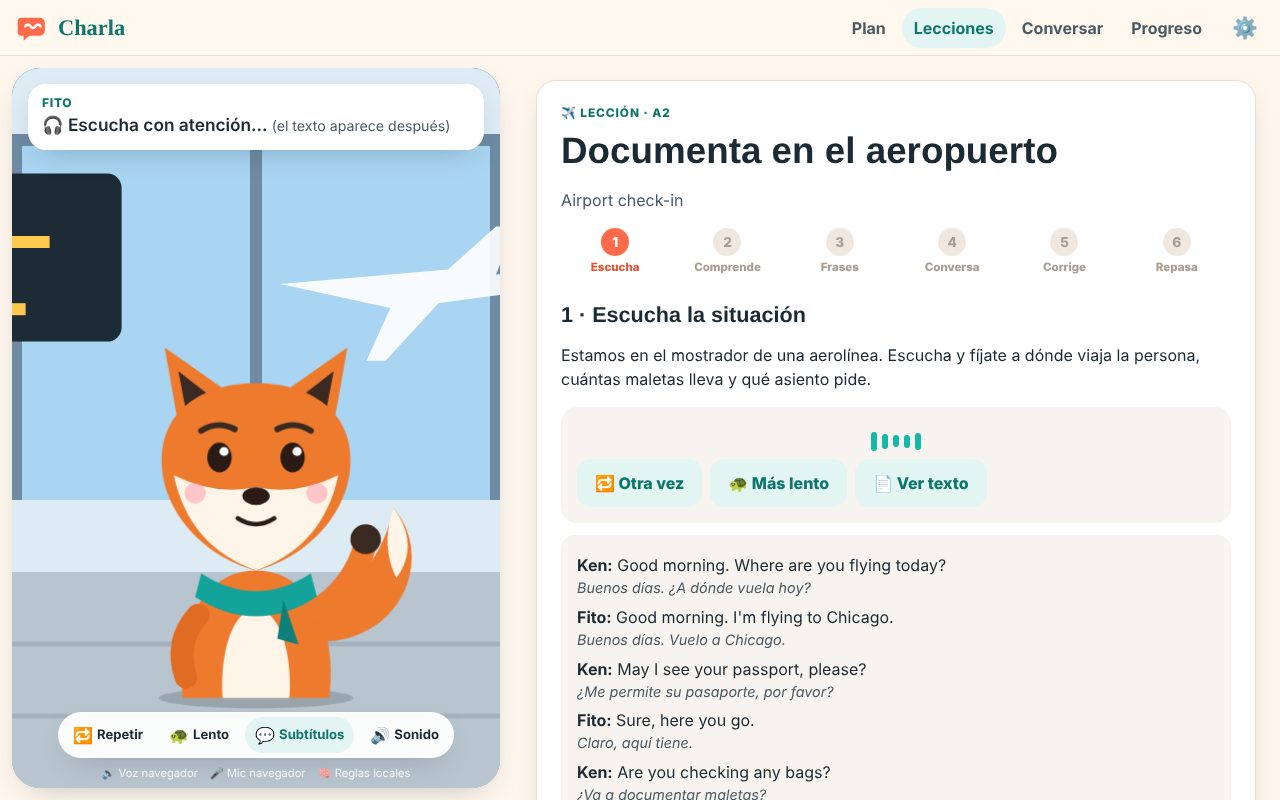 Charla
Plan
Lecciones
Conversar
Progreso
FITO
Escucha con atención... (el texto aparece después)
Repetir
Lento
Subtítulos
Sonido
Voz navegador
Mic navegador
Reglas locales
LECCIÓN · A2
Documenta en el aeropuerto
Airport check-in
1
2
3
4
5
6
Escucha
Comprende
Frases
Conversa
Corrige
Repasa
1 · Escucha la situación
Estamos en el mostrador de una aerolínea. Escucha y fíjate a dónde viaja la persona,
cuántas maletas lleva y qué asiento pide.
Otra vez
Más lento
Ver texto
Ken: Good morning. Where are you flying today?
Buenos días. ¿A dónde vuela hoy?
Fito: Good morning. I'm flying to Chicago.
Buenos días. Vuelo a Chicago.
Ken: May I see your passport, please?
¿Me permite su pasaporte, por favor?
Fito: Sure, here you go.
Claro, aquí tiene.
Ken: Are you checking any bags?
¿Va a documentar maletas?